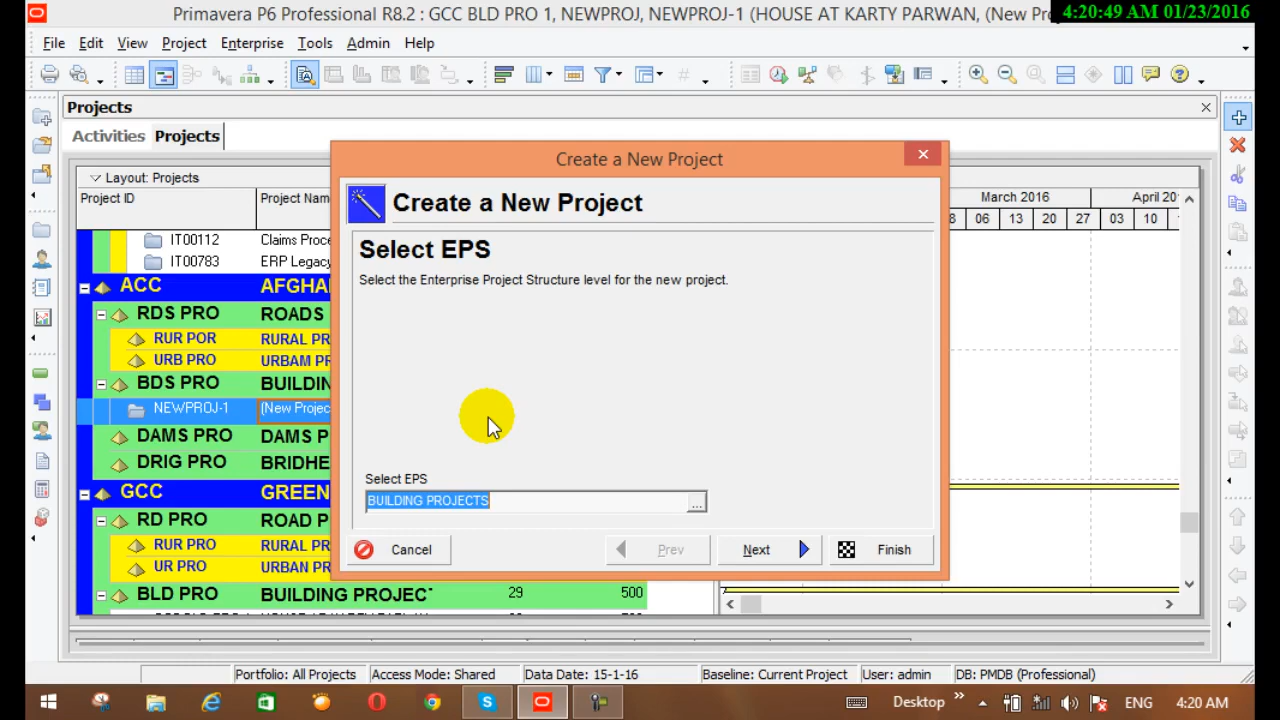 Primavera P6 Professional R8.2 : GCC BLD PRO 1, NEWPROJ, NEWPROJ-1 (HOUSE AT KARTY PARWAN, (New Pro
4:20:49 AM 01/23/2016
File Edit View Project Enterprise Tools Admin Help
Projects
Activities Projects
Layout: Projects
Project ID Project Nam
March 2016 April 20
06 13 20 27 03 10
IT00112 Claims Proce
IT00783 ERP Legacy
ACC AFGHA
RDS PRO ROADS
RUR POR RURAL PR
URB PRO URBAM PR
BDS PRO BUILDIN
NEWPROJ-1 (New Projec
DAMS PRO DAMS P
DRIG PRO BRIDHE
GCC GREEN
RD PRO ROAD P
RUR PRO RURAL PR
UR PRO URBAN PR
BLD PRO BUILDING PROJEC 29 500
Create a New Project
Create a New Project
Select EPS
Select the Enterprise Project Structure level for the new project.
Select EPS
BUILDING PROJECTS
...
Cancel Prev Next Finish
Portfolio: All Projects Access Mode: Shared Data Date: 15-1-16 Baseline: Current Project User: admin DB: PMDB (Professional)
Desktop ENG 4:20 AM